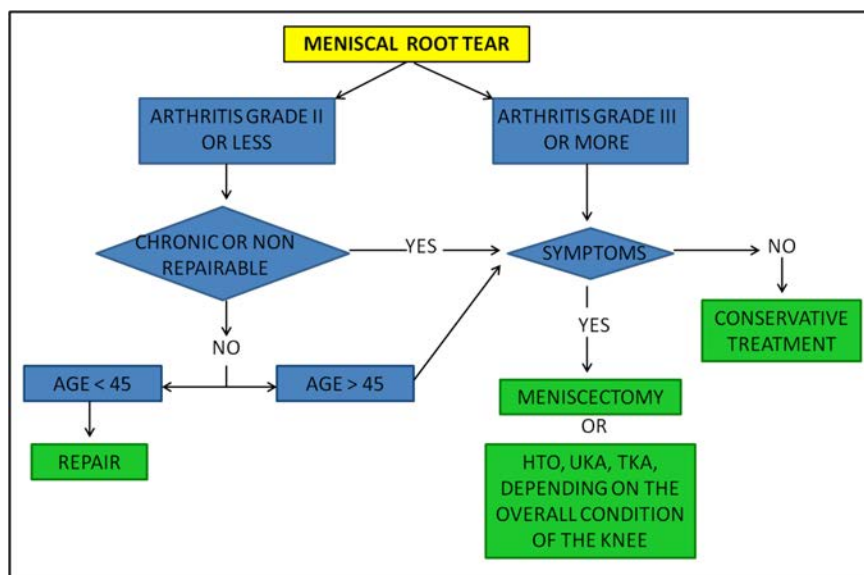 MENISCAL ROOT TEAR
ARTHRITIS GRADE II
OR LESS
ARTHRITIS GRADE III
OR MORE
CHRONIC OR NON
REPAIRABLE
YES
SYMPTOMS
NO
NO
YES
CONSERVATIVE
TREATMENT
AGE < 45
AGE > 45
MENISCECTOMY
OR
REPAIR
HTO, UKA, TKA,
DEPENDING ON THE
OVERALL CONDITION
OF THE KNEE